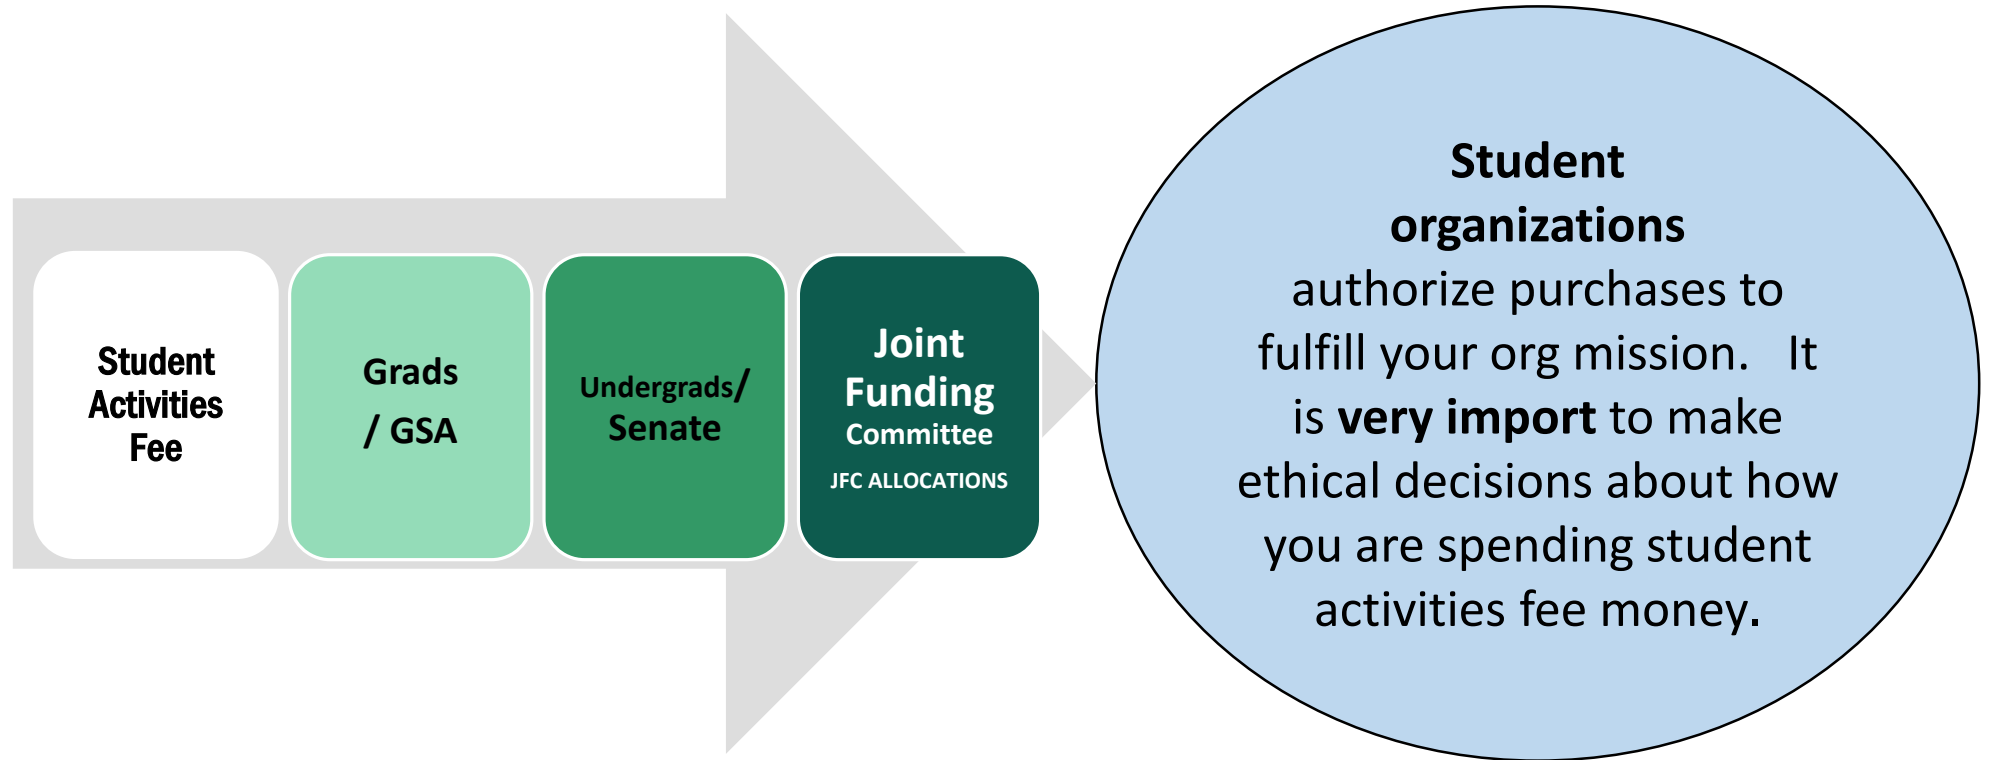 Student
Activities
Fee
Grads
/ GSA
Undergrads/
Senate
Joint
Funding
Committee
JFC ALLOCATIONS
Student
organizations
authorize purchases to
fulfill your org mission.   It
is very import to make
ethical decisions about how
you are spending student
activities fee money.